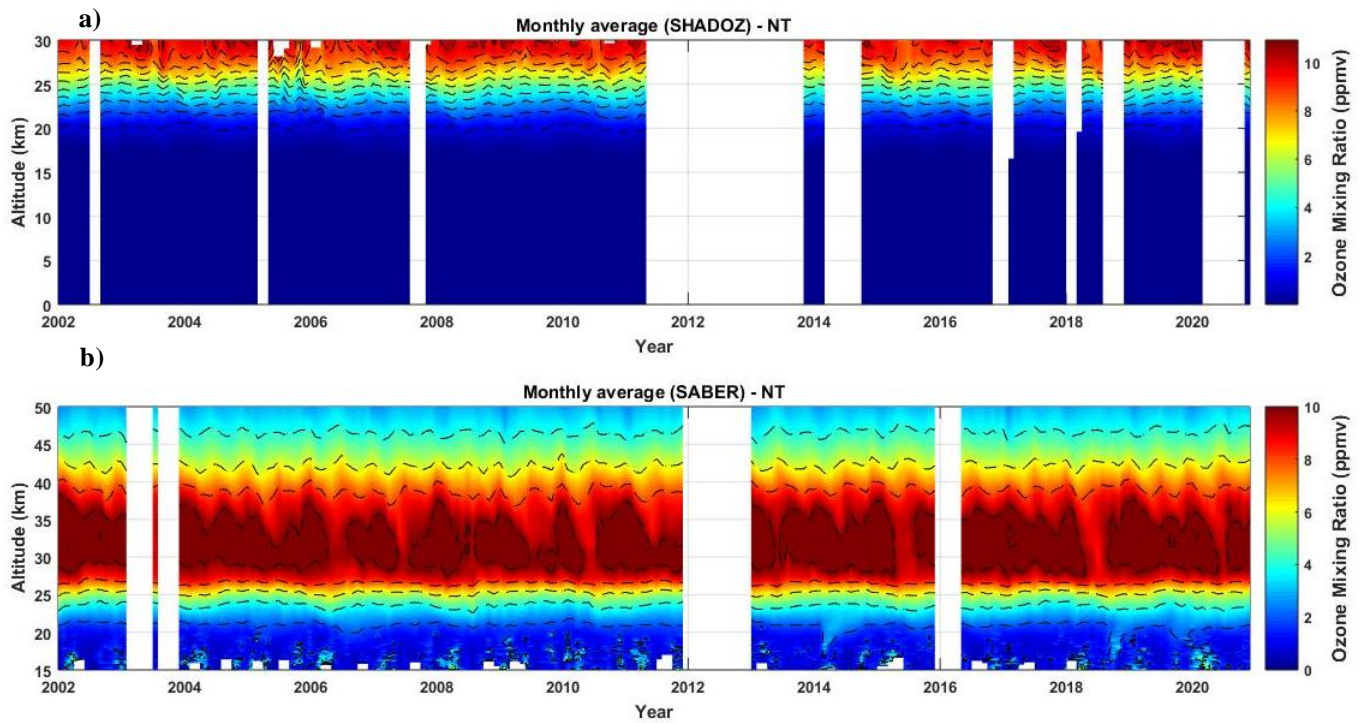 a)
Monthly average (SHADOZ) - NT
30
25
20
15
10
5
0
Altitude (km)
2002 2004 2006 2008 2010 2012 2014 2016 2018 2020
Year
10
8
6
4
2
Ozone Mixing Ratio (ppmv)
b)
Monthly average (SABER) - NT
50
45
40
35
30
25
20
15
Altitude (km)
2002 2004 2006 2008 2010 2012 2014 2016 2018 2020
Year
10
8
6
4
2
0
Ozone Mixing Ratio (ppmv)